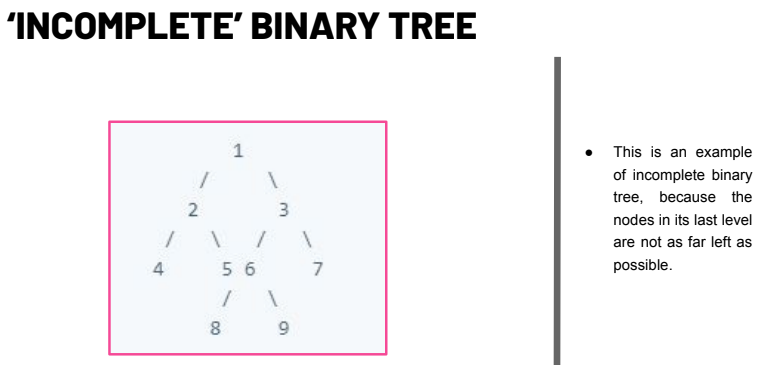 ‘INCOMPLETE’ BINARY TREE
1
/ \
2 3
/ \ / \
4 5 6 7
/ \
8 9
● This is an example
of incomplete binary
tree, because the
nodes in its last level
are not as far left as
possible.